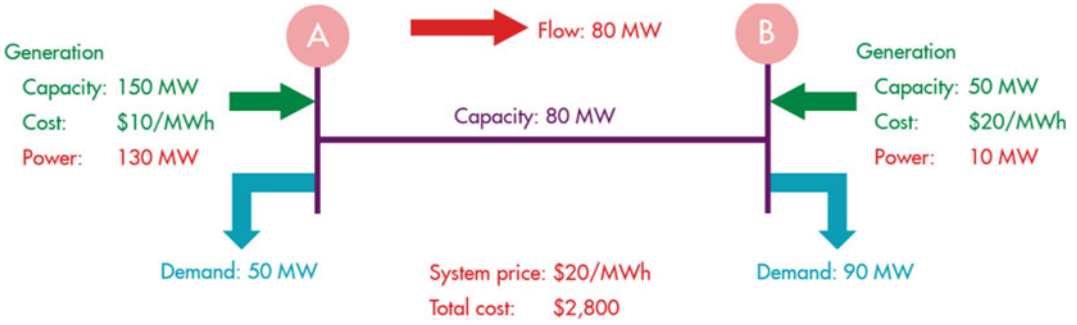 A
B
Flow: 80 MW
Generation
Capacity: 150 MW
Cost: $10/MWh
Power: 130 MW
Capacity: 80 MW
Generation
Capacity: 50 MW
Cost: $20/MWh
Power: 10 MW
Demand: 50 MW
System price: $20/MWh
Total cost: $2,800
Demand: 90 MW